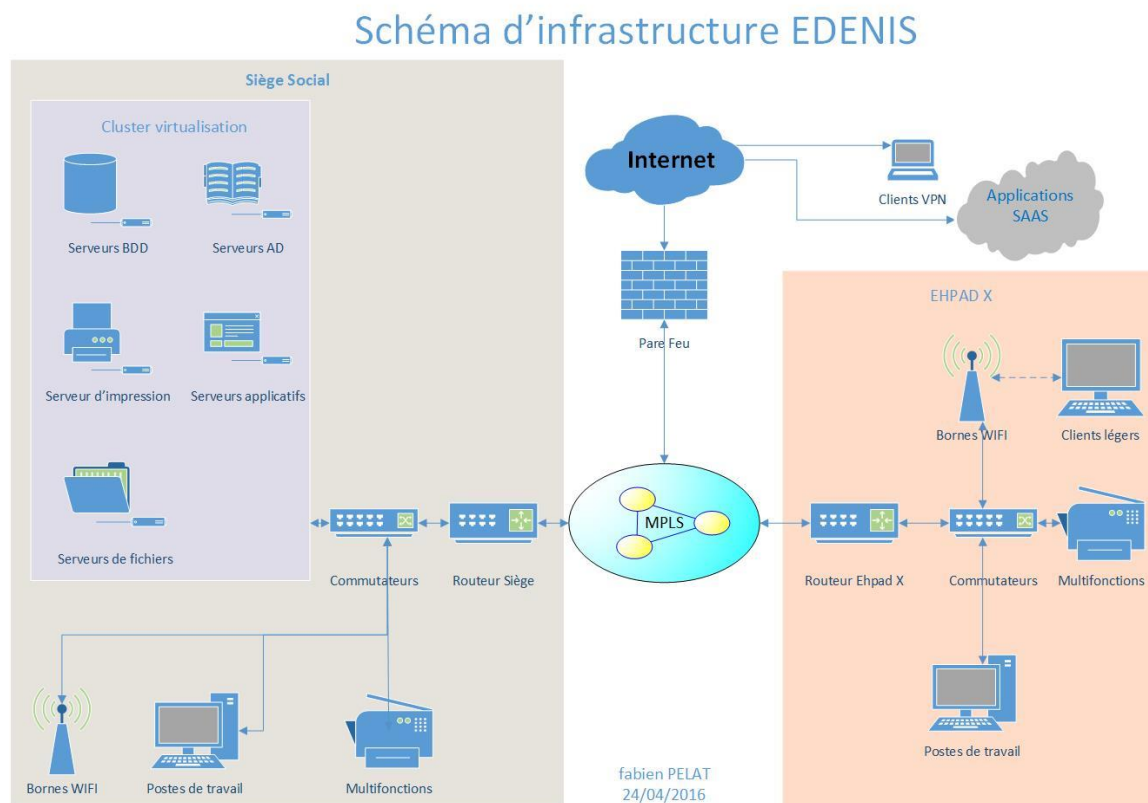 Schéma d'infrastructure EDENIS
Siège Social
Cluster virtualisation
Serveurs BDD
Serveurs AD
Serveur d'impression
Serveurs applicatifs
Serveurs de fichiers
Commutateurs
Routeur Siège
Bornes WIFI
Postes de travail
Multifonctions
Internet
Clients VPN
Applications
SAAS
Pare Feu
MPLS
EHPAD X
Bornes WIFI
Clients légers
Routeur Ehpad X
Commutateurs
Multifonctions
Postes de travail
fabien PELAT
24/04/2016